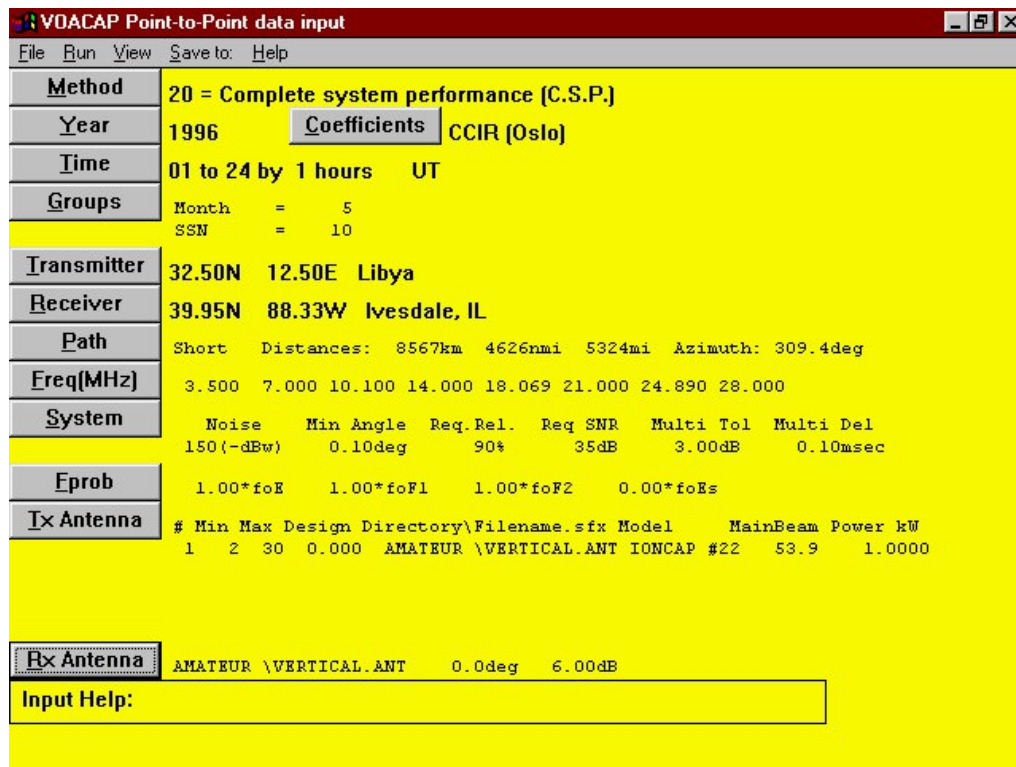 VOACAP Point-to-Point data input
File Run View Save to: Help
Method 20 = Complete system performance (C.S.P.)
Year 1996 Coefficients CCIR (Oslo)
Time 01 to 24 by 1 hours UT
Groups Month = 5
SSN = 10
Transmitter 32.50N 12.50E Libya
Receiver 39.95N 88.33W Ivesdale, IL
Path Short Distances: 8567km 4626nmi 5324mi Azimuth: 309.4deg
Freq(MHz) 3.500 7.000 10.100 14.000 18.069 21.000 24.890 28.000
System Noise Min Angle Req.Rel. Req SNR Multi Tol Multi Del
150(-dBw) 0.10deg 90% 35dB 3.00dB 0.10msec
Fprob 1.00*foE 1.00*foF1 1.00*foF2 0.00*foEs
Tx Antenna # Min Max Design Directory\Filename.sfx Model MainBeam Power kW
1 2 30 0.000 AMATEUR \VERTICAL.ANT IONCAP #22 53.9 1.0000
Rx Antenna AMATEUR \VERTICAL.ANT 0.0deg 6.00dB
Input Help: